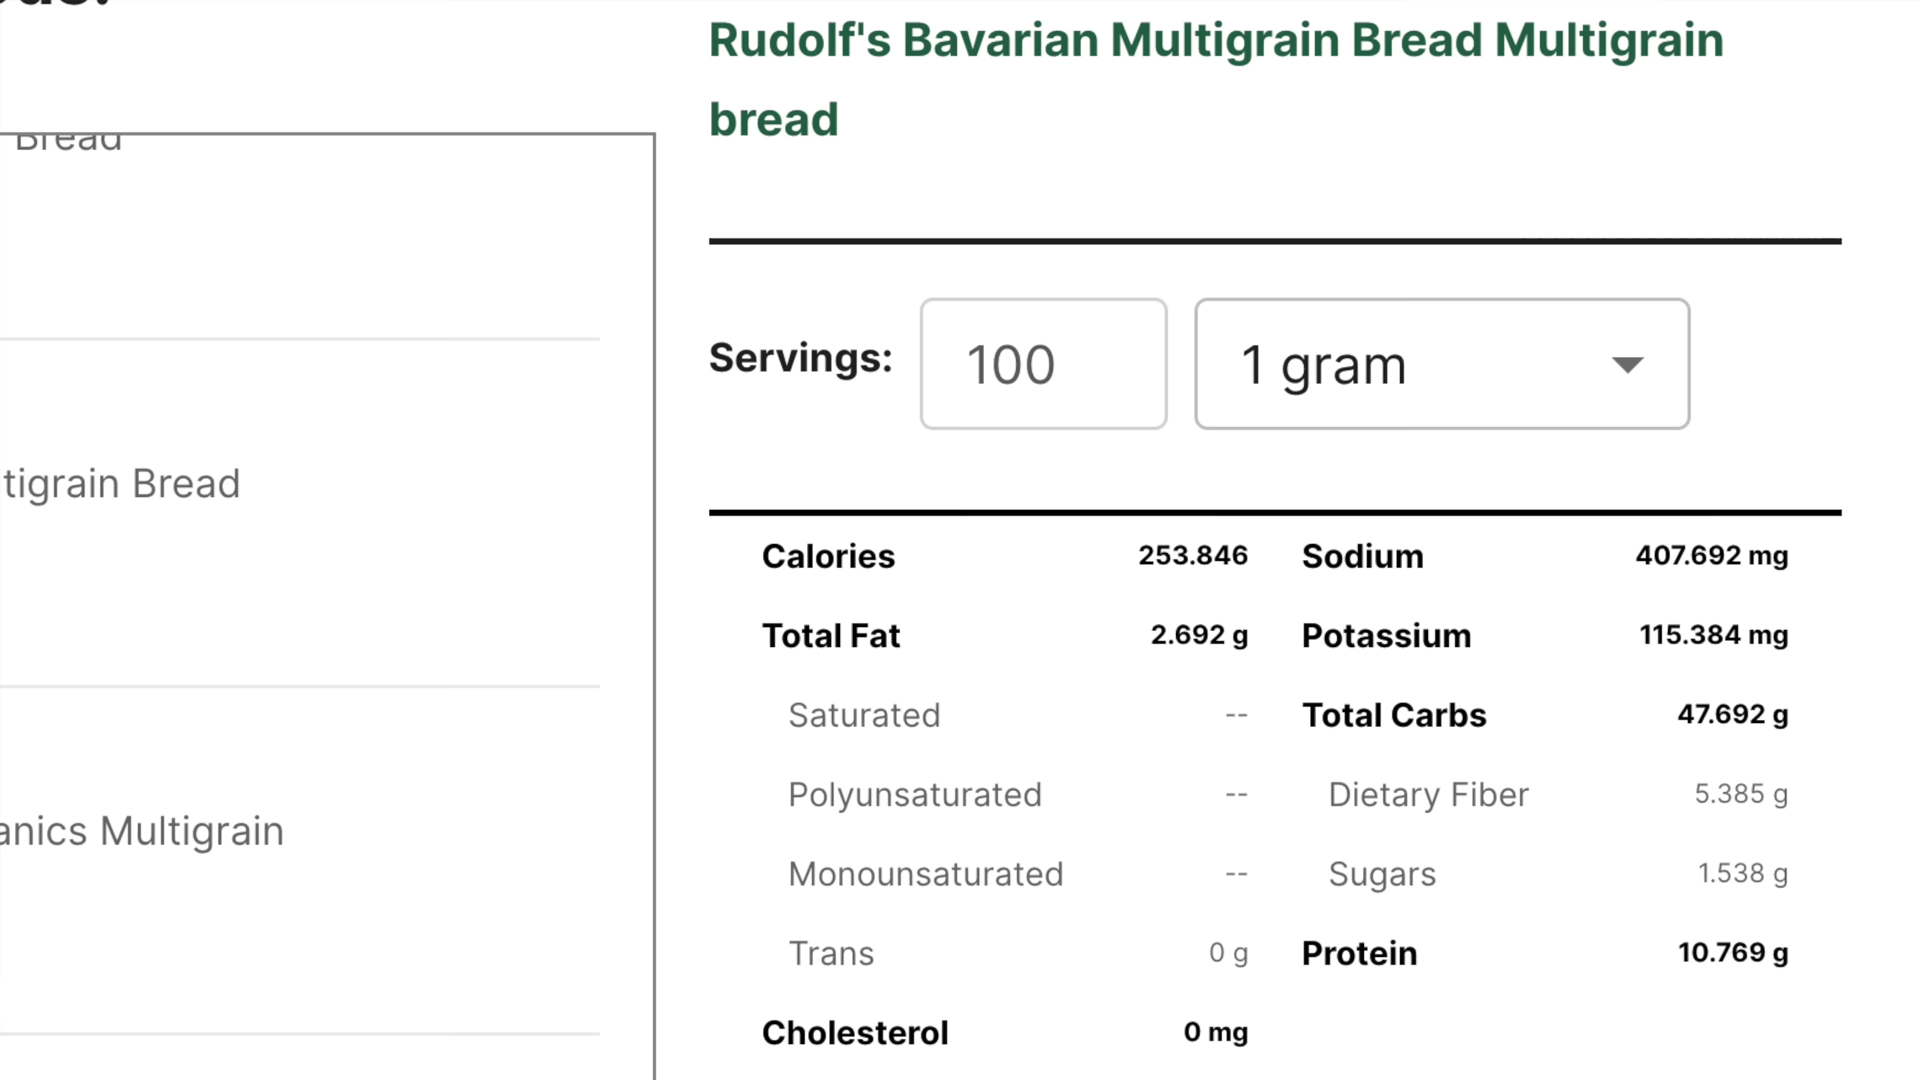 Rudolf's Bavarian Multigrain Bread Multigrain
bread
Bread
tigrain Bread
anics Multigrain
Servings: 100 1 gram
Calories 253.846 Sodium 407.692 mg
Total Fat 2.692 g Potassium 115.384 mg
Saturated -- Total Carbs 47.692 g
Polyunsaturated -- Dietary Fiber 5.385 g
Monounsaturated -- Sugars 1.538 g
Trans 0 g Protein 10.769 g
Cholesterol 0 mg